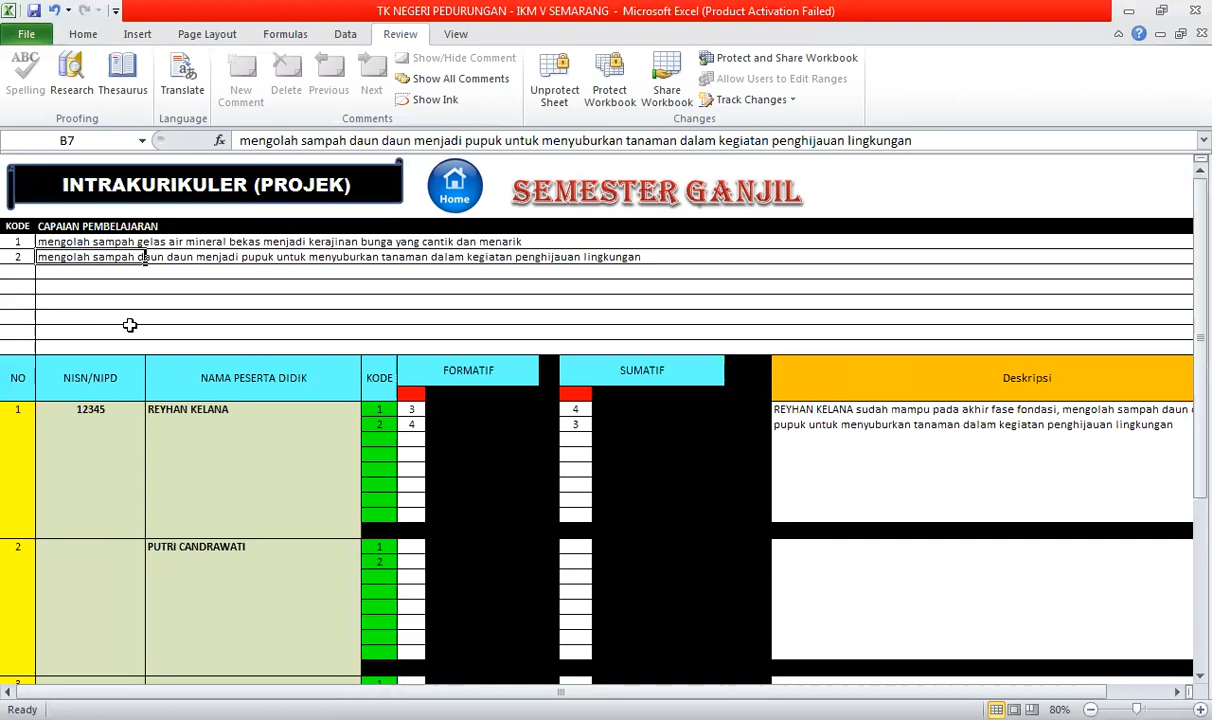 TK NEGERI PEDURUNGAN - IKM V SEMARANG - Microsoft Excel (Product Activation Failed)
File Home Insert Page Layout Formulas Data Review View
Spelling Research Thesaurus Translate New Comment Delete Previous Next Show/Hide Comment Show All Comments Show Ink Unprotect Sheet Protect Workbook Share Workbook Protect and Share Workbook Allow Users to Edit Ranges Track Changes
Proofing Language Comments Changes
B7 fx mengolah sampah daun daun menjadi pupuk untuk menyuburkan tanaman dalam kegiatan penghijauan lingkungan
INTRAKURIKULER (PROJEK) Home SEMESTER GANJIL
KODE CAPAIAN PEMBELAJARAN
1 mengolah sampah gelas air mineral bekas menjadi kerajinan bunga yang cantik dan menarik
2 mengolah sampah daun daun menjadi pupuk untuk menyuburkan tanaman dalam kegiatan penghijauan lingkungan
NO NISN/NIPD NAMA PESERTA DIDIK KODE FORMATIF SUMATIF Deskripsi
1 12345 REYHAN KELANA 1 3 4 REYHAN KELANA sudah mampu pada akhir fase fondasi, mengolah sampah daun
2 4 3 pupuk untuk menyuburkan tanaman dalam kegiatan penghijauan lingkungan
2 PUTRI CANDRAWATI 1
2
Ready 80%